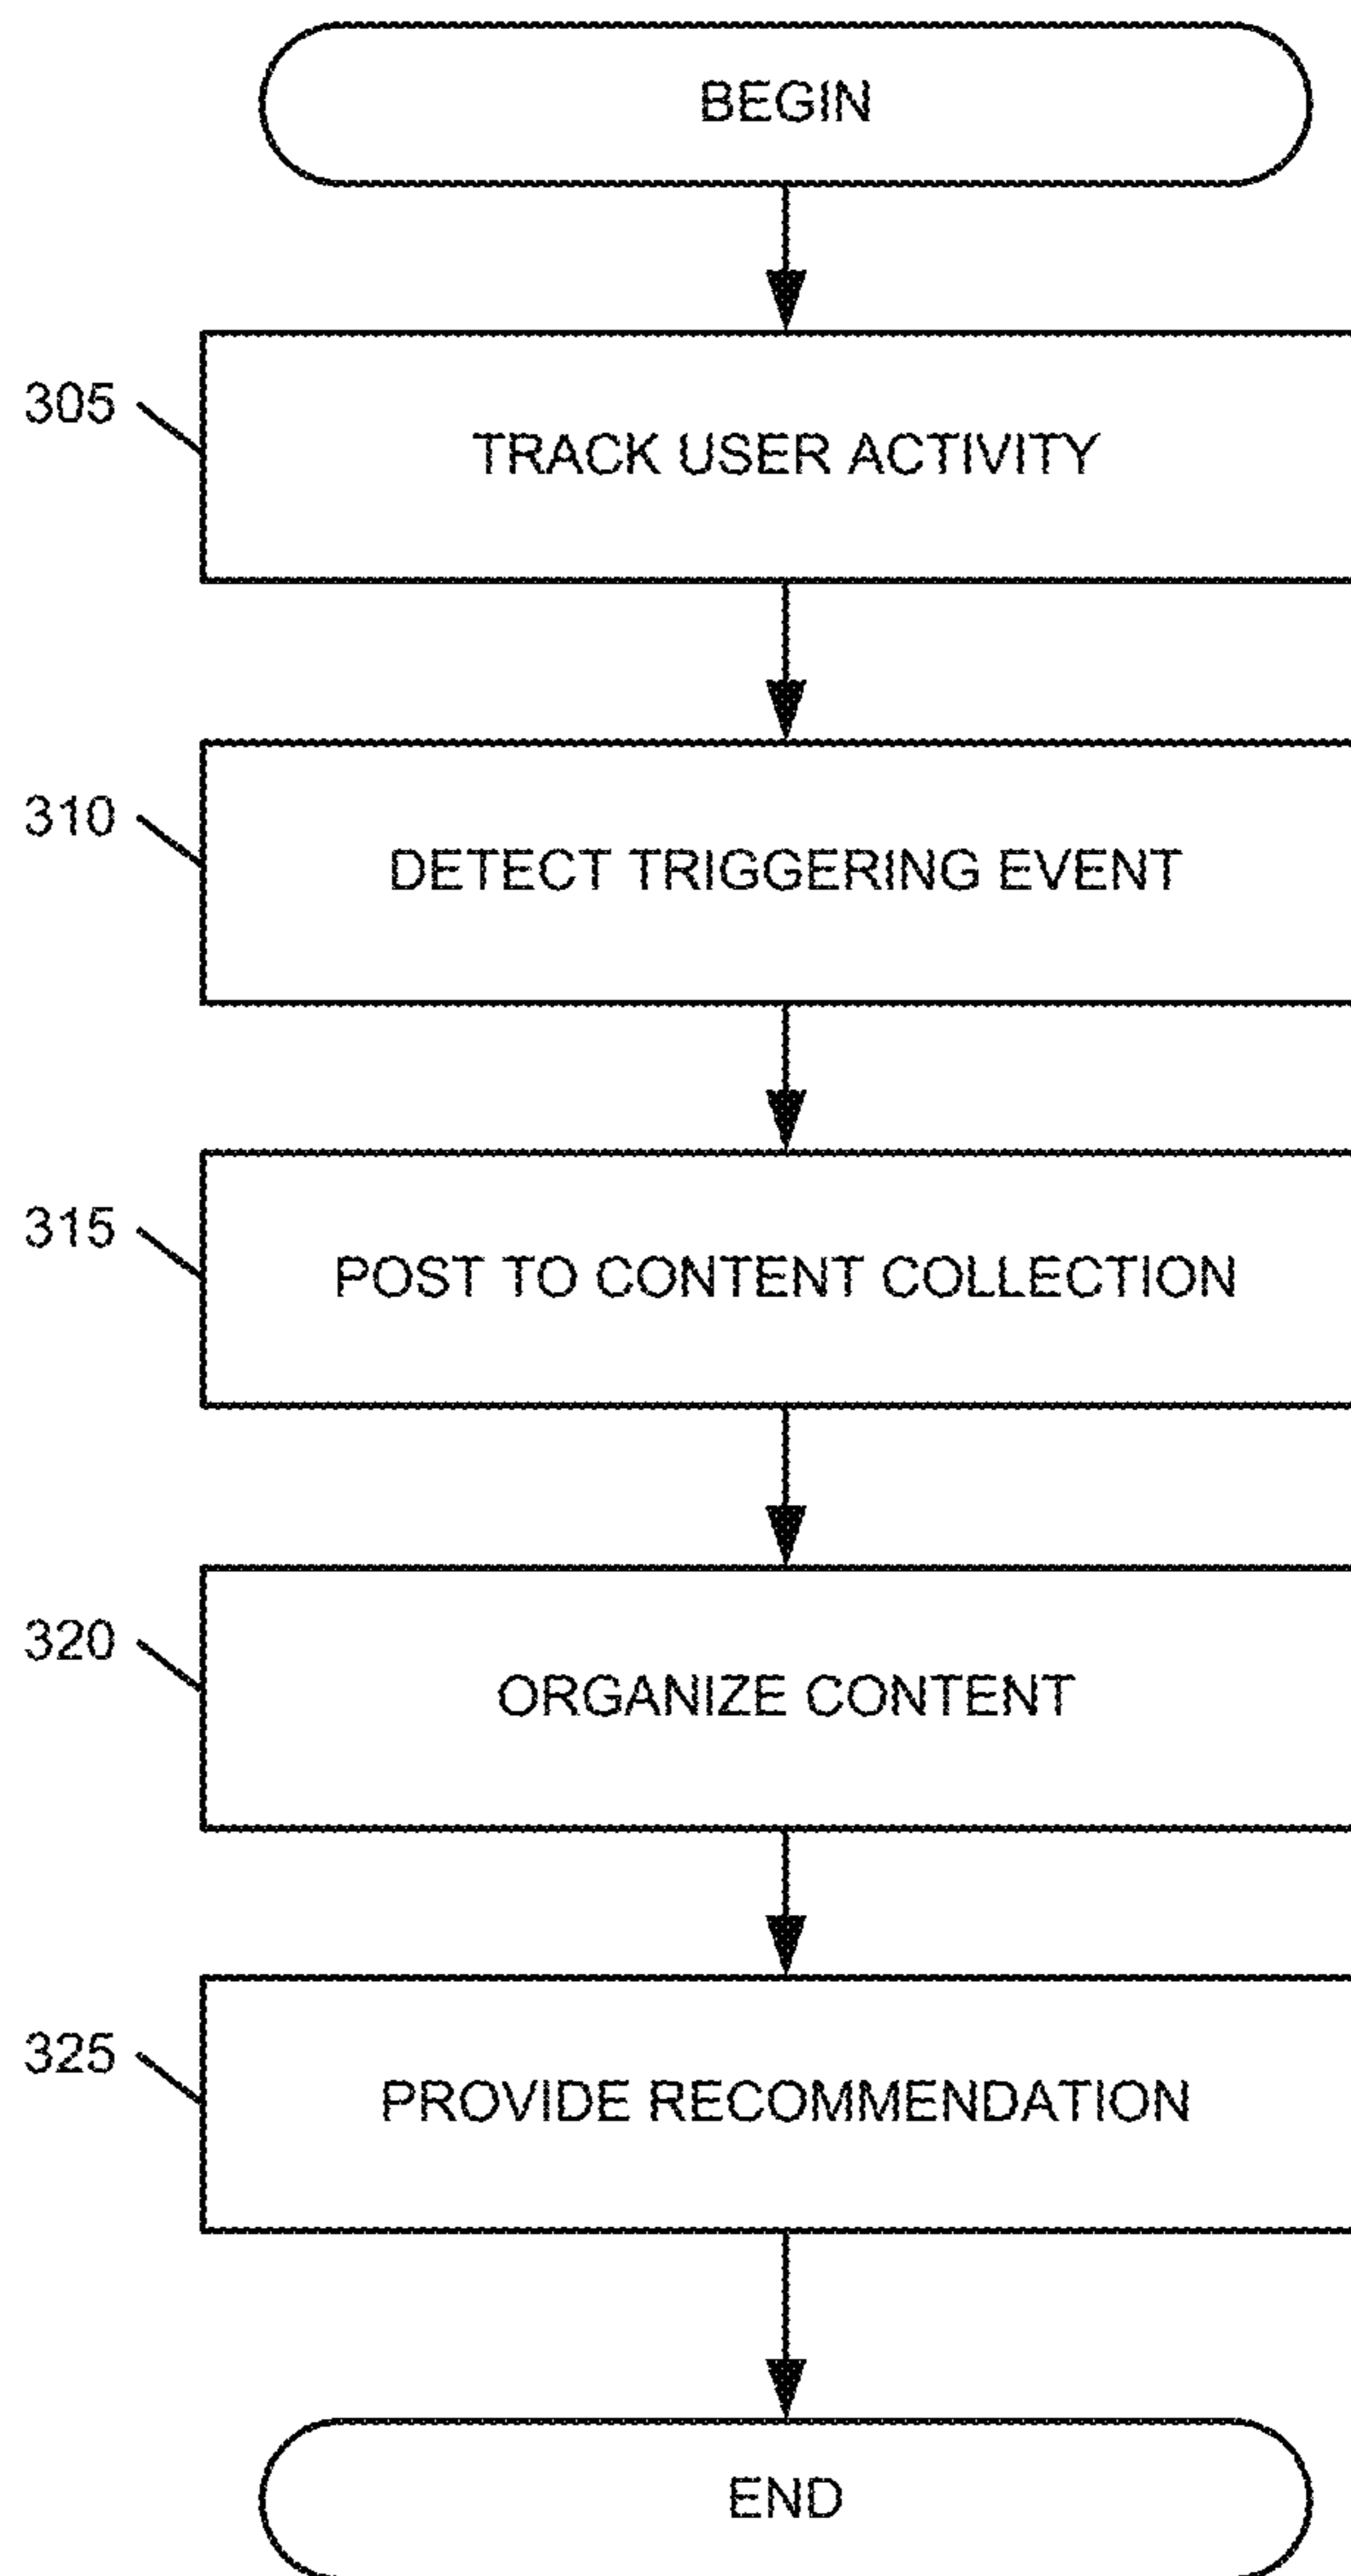 BEGIN
305
TRACK USER ACTIVITY
310
DETECT TRIGGERING EVENT
315
POST TO CONTENT COLLECTION
320
ORGANIZE CONTENT
325
PROVIDE RECOMMENDATION
END